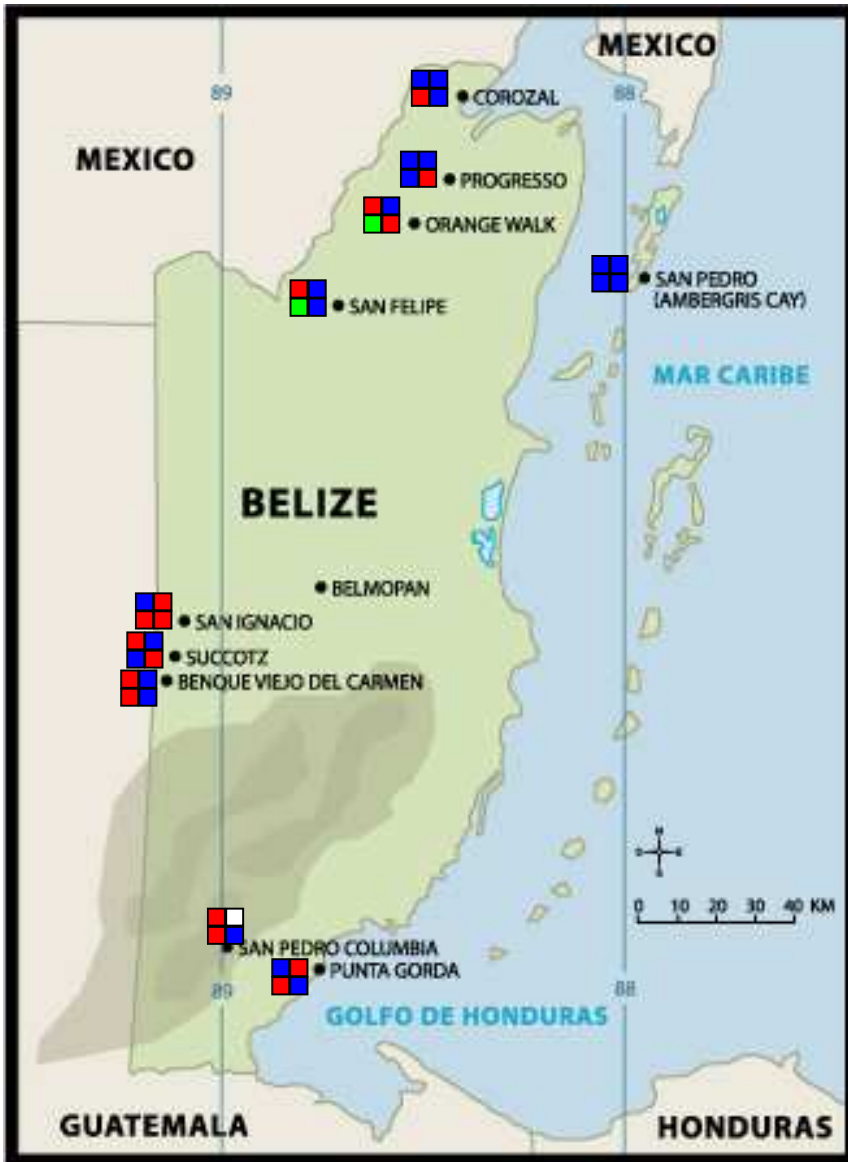 MEXICO
89
88
COROZAL
MEXICO
PROGRESSO
ORANGE WALK
SAN PEDRO
(AMBERGRIS CAY)
SAN FELIPE
MAR CARIBE
BELIZE
BELMOPAN
SAN IGNACIO
SUCCOTZ
BENQUE VIEJO DEL CARMEN
0 10 20 30 40 KM
SAN PEDRO COLUMBIA
PUNTA GORDA
89
88
GOLFO DE HONDURAS
GUATEMALA
HONDURAS